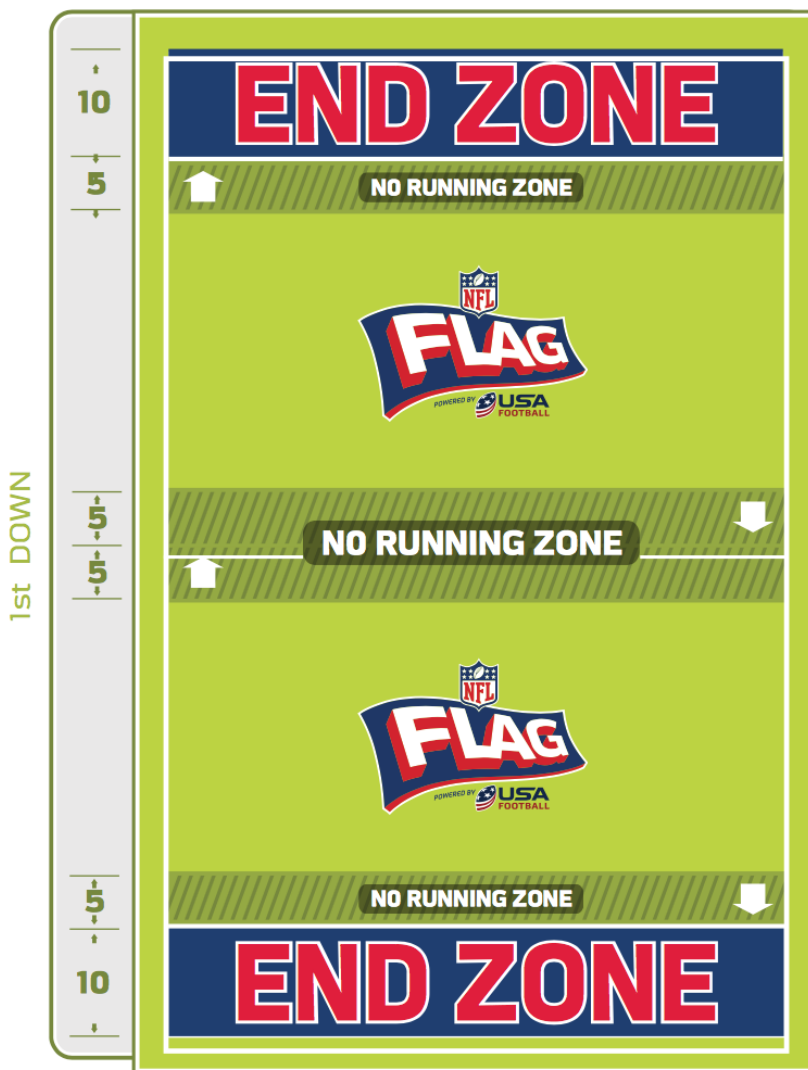 10
END ZONE
5
NO RUNNING ZONE
NFL
FLAG
POWERED BY USA
FOOTBALL
1st DOWN
5
NO RUNNING ZONE
5
NFL
FLAG
POWERED BY USA
FOOTBALL
5
NO RUNNING ZONE
10
END ZONE